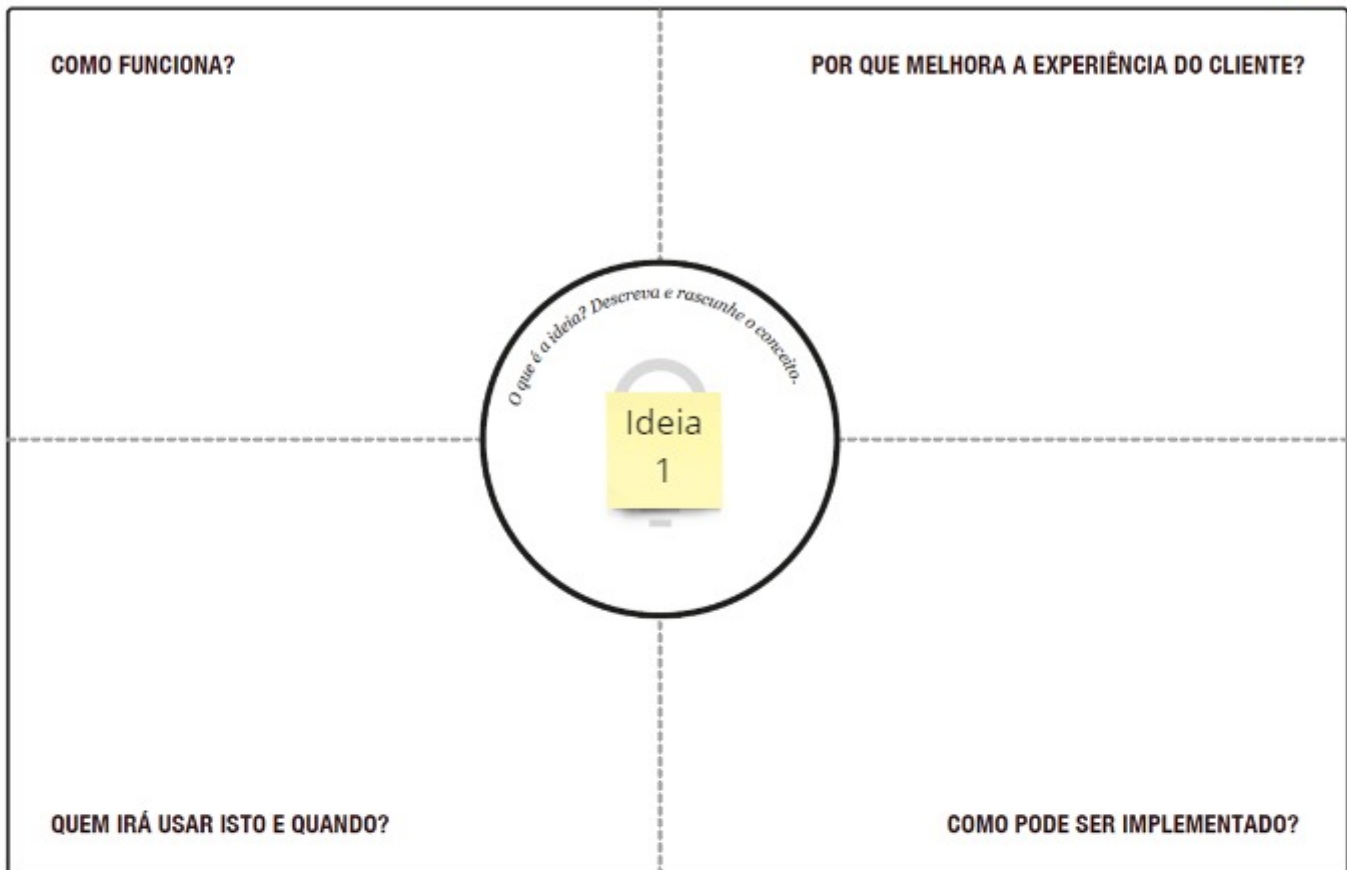 COMO FUNCIONA?
POR QUE MELHORA A EXPERIÊNCIA DO CLIENTE?
O que é a ideia? Descreva e rascunhe o conceito.
Ideia
1
QUEM IRÁ USAR ISTO E QUANDO?
COMO PODE SER IMPLEMENTADO?